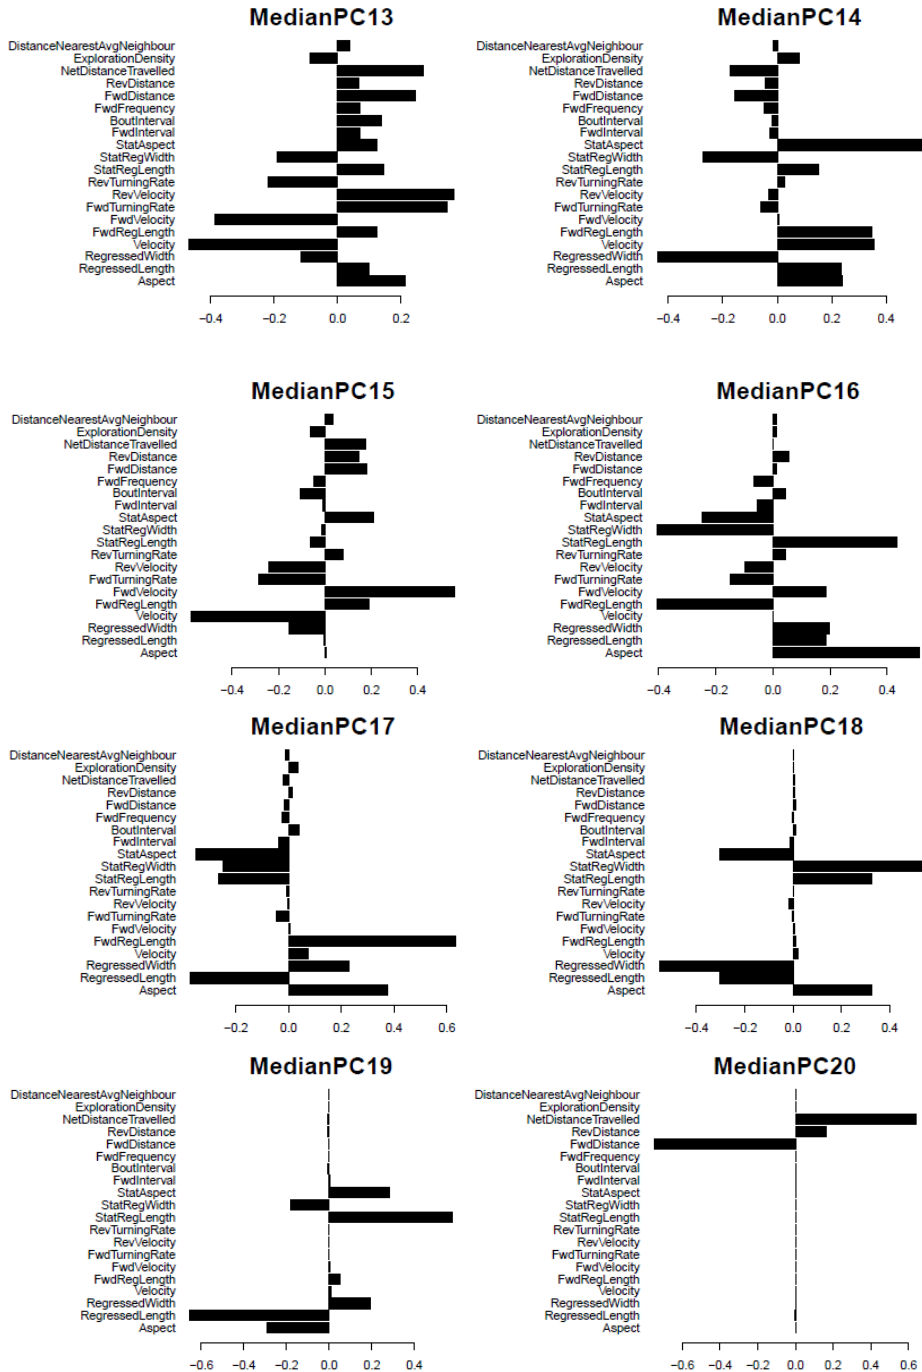 MedianPC13
DistanceNearestAvgNeighbour
ExplorationDensity
NetDistanceTravelled
RevDistance
FwdDistance
FwdFrequency
BoutInterval
FwdInterval
StatAspect
StatRegWidth
StatRegLength
RevTurningRate
RevVelocity
FwdTurningRate
FwdVelocity
FwdRegLength
Velocity
RegressedWidth
RegressedLength
Aspect
−0.4 −0.2 0.0 0.2
MedianPC14
DistanceNearestAvgNeighbour
ExplorationDensity
NetDistanceTravelled
RevDistance
FwdDistance
FwdFrequency
BoutInterval
FwdInterval
StatAspect
StatRegWidth
StatRegLength
RevTurningRate
RevVelocity
FwdTurningRate
FwdVelocity
FwdRegLength
Velocity
RegressedWidth
RegressedLength
Aspect
−0.4 −0.2 0.0 0.2 0.4
MedianPC15
DistanceNearestAvgNeighbour
ExplorationDensity
NetDistanceTravelled
RevDistance
FwdDistance
FwdFrequency
BoutInterval
FwdInterval
StatAspect
StatRegWidth
StatRegLength
RevTurningRate
RevVelocity
FwdTurningRate
FwdVelocity
FwdRegLength
Velocity
RegressedWidth
RegressedLength
Aspect
−0.4 −0.2 0.0 0.2 0.4
MedianPC16
DistanceNearestAvgNeighbour
ExplorationDensity
NetDistanceTravelled
RevDistance
FwdDistance
FwdFrequency
BoutInterval
FwdInterval
StatAspect
StatRegWidth
StatRegLength
RevTurningRate
RevVelocity
FwdTurningRate
FwdVelocity
FwdRegLength
Velocity
RegressedWidth
RegressedLength
Aspect
−0.4 −0.2 0.0 0.2 0.4
MedianPC17
DistanceNearestAvgNeighbour
ExplorationDensity
NetDistanceTravelled
RevDistance
FwdDistance
FwdFrequency
BoutInterval
FwdInterval
StatAspect
StatRegWidth
StatRegLength
RevTurningRate
RevVelocity
FwdTurningRate
FwdVelocity
FwdRegLength
Velocity
RegressedWidth
RegressedLength
Aspect
−0.2 0.0 0.2 0.4 0.6
MedianPC18
DistanceNearestAvgNeighbour
ExplorationDensity
NetDistanceTravelled
RevDistance
FwdDistance
FwdFrequency
BoutInterval
FwdInterval
StatAspect
StatRegWidth
StatRegLength
RevTurningRate
RevVelocity
FwdTurningRate
FwdVelocity
FwdRegLength
Velocity
RegressedWidth
RegressedLength
Aspect
−0.4 −0.2 0.0 0.2 0.4
MedianPC19
DistanceNearestAvgNeighbour
ExplorationDensity
NetDistanceTravelled
RevDistance
FwdDistance
FwdFrequency
BoutInterval
FwdInterval
StatAspect
StatRegWidth
StatRegLength
RevTurningRate
RevVelocity
FwdTurningRate
FwdVelocity
FwdRegLength
Velocity
RegressedWidth
RegressedLength
Aspect
−0.6 −0.4 −0.2 0.0 0.2 0.4
MedianPC20
DistanceNearestAvgNeighbour
ExplorationDensity
NetDistanceTravelled
RevDistance
FwdDistance
FwdFrequency
BoutInterval
FwdInterval
StatAspect
StatRegWidth
StatRegLength
RevTurningRate
RevVelocity
FwdTurningRate
FwdVelocity
FwdRegLength
Velocity
RegressedWidth
RegressedLength
Aspect
−0.6 −0.4 −0.2 0.0 0.2 0.4 0.6